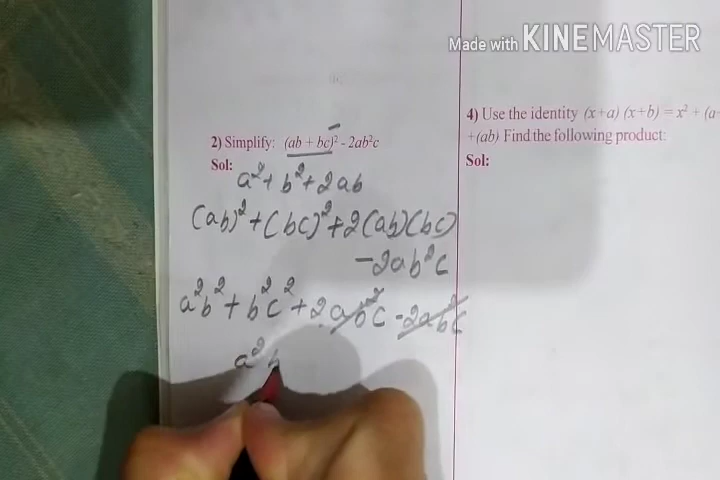 Made with KINEMASTER
2) Simplify: (ab + bc)² - 2ab²c
Sol:
a² + b² + 2ab
(ab)² + (bc)² + 2(ab)(bc)
- 2ab²c
a²b² + b²c² + 2ab²c - 2ab²c
a² b
4) Use the identity (x+a) (x+b) = x² + (a
+(ab) Find the following product:
Sol: